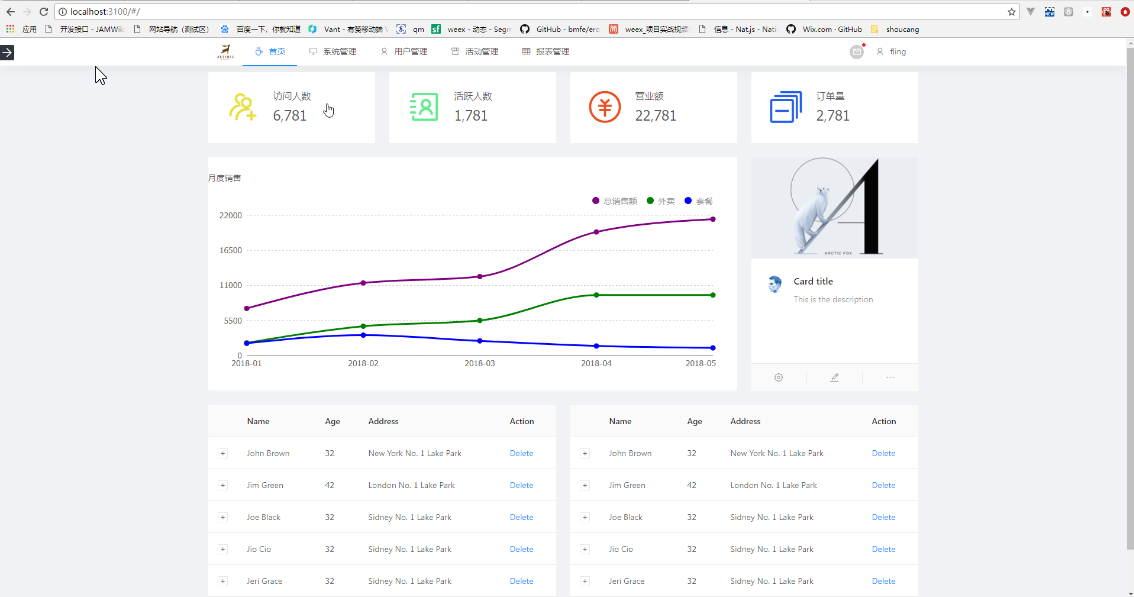 localhost:3100/#/
应用 开发接口 - JAMWik 网站导航（测试区） 百度一下，你就知道 Vant - 有赞移动端 qm weex - 动态 - Segm GitHub - bmfe/ero weex_项目实战视频 信息 - Nat.js - Nati Wix.com · GitHub shoucang
首页 系统管理 用户管理 活动管理 报表管理 fling
访问人数
6,781
活跃人数
1,781
营业额
22,781
订单量
2,781
月度销售
总销售额 外卖 套餐
22000
16500
11000
5500
0
2018-01 2018-02 2018-03 2018-04 2018-05
ARCTIC FOX
Card title
This is the description
Name Age Address Action Name Age Address Action
John Brown 32 New York No. 1 Lake Park Delete John Brown 32 New York No. 1 Lake Park Delete
Jim Green 42 London No. 1 Lake Park Delete Jim Green 42 London No. 1 Lake Park Delete
Joe Black 32 Sidney No. 1 Lake Park Delete Joe Black 32 Sidney No. 1 Lake Park Delete
Jio Cio 32 Sidney No. 1 Lake Park Delete Jio Cio 32 Sidney No. 1 Lake Park Delete
Jeri Grace 32 Sidney No. 1 Lake Park Delete Jeri Grace 32 Sidney No. 1 Lake Park Delete